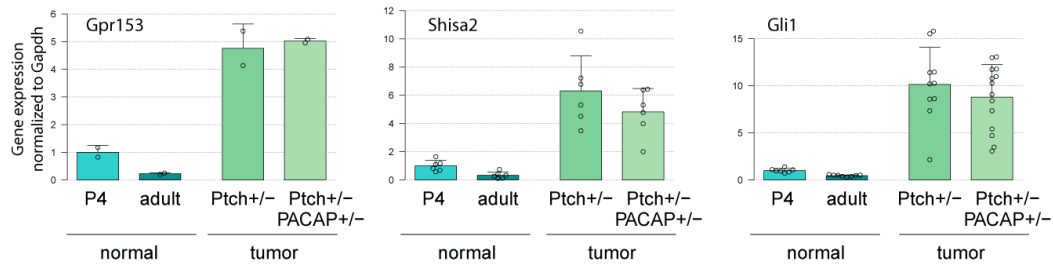 Gene expression
normalized to Gapdh
Gpr153
6
5
4
3
2
1
0
P4
adult
Ptch+/–
Ptch+/–
PACAP+/–
normal
tumor
Shisa2
12
10
8
6
4
2
0
P4
adult
Ptch+/–
Ptch+/–
PACAP+/–
normal
tumor
Gli1
15
10
5
0
P4
adult
Ptch+/–
Ptch+/–
PACAP+/–
normal
tumor